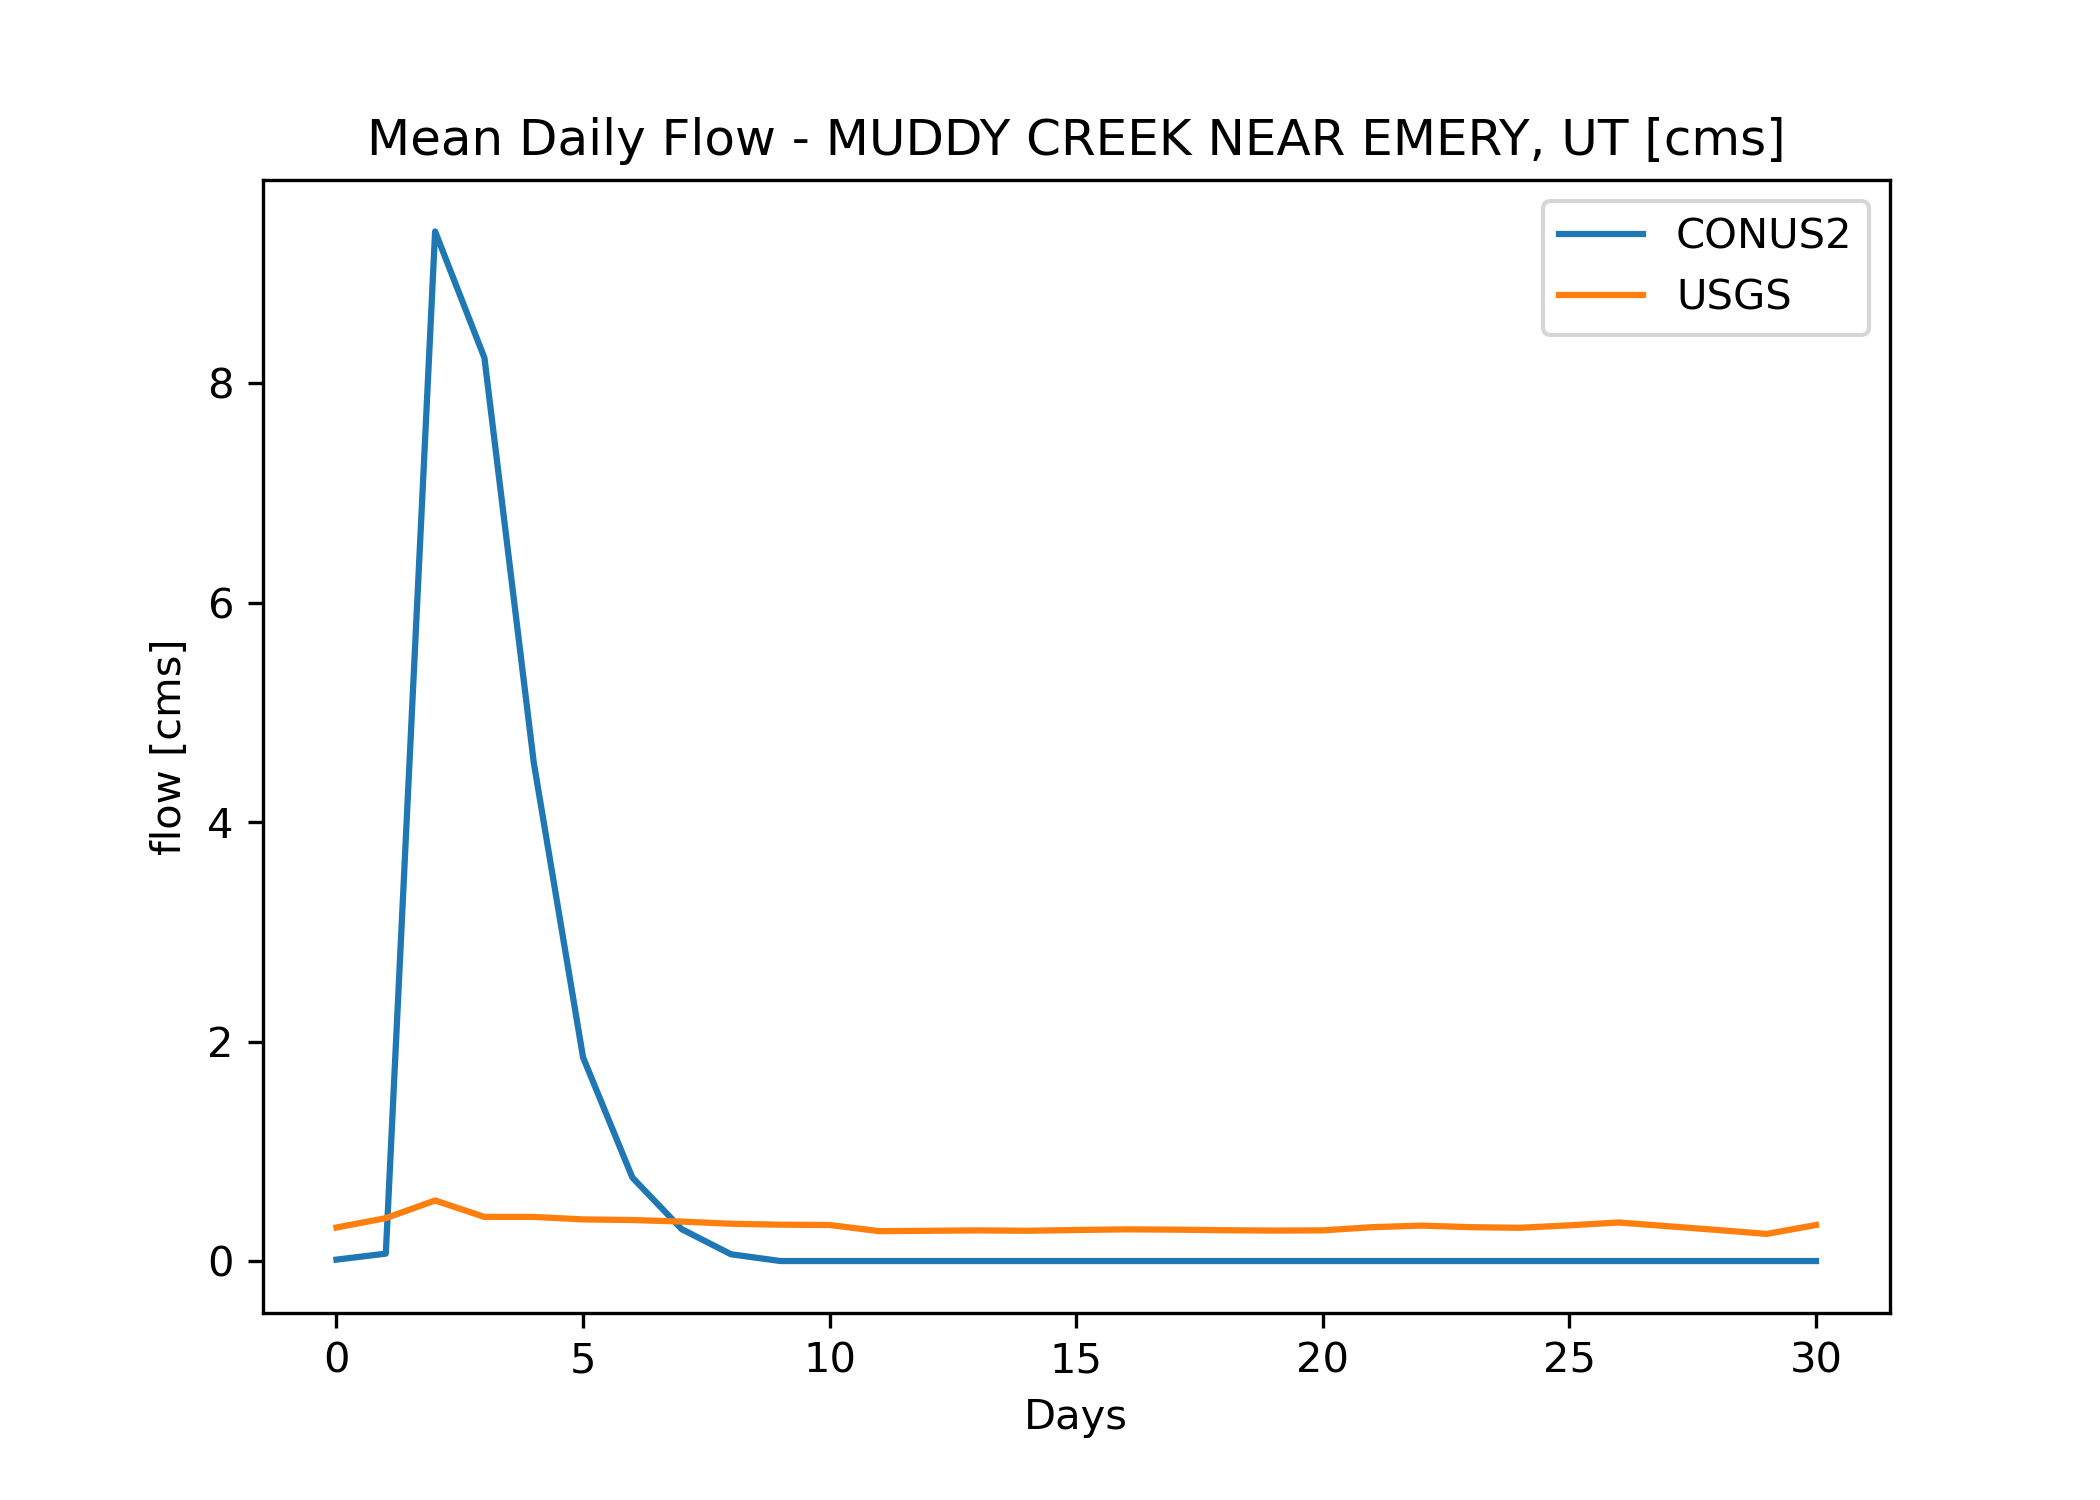 Mean Daily Flow - MUDDY CREEK NEAR EMERY, UT [cms]
CONUS2
USGS
8
6
4
2
0
flow [cms]
0 5 10 15 20 25 30
Days